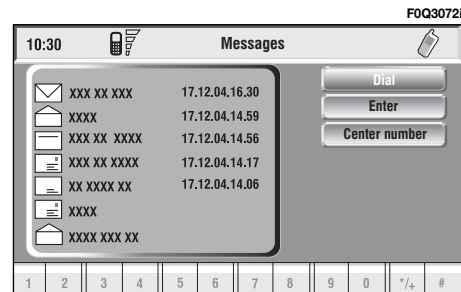 F0Q3072i
10:30 Messages
XXX XX XXX 17.12.04.16.30
XXXX 17.12.04.14.59
XXX XX XXXX 17.12.04.14.56
XXX XX XXXX 17.12.04.14.17
XX XXXX XX 17.12.04.14.06
XXXX
XXXX XXX XX
Dial
Enter
Center number
1 2 3 4 5 6 7 8 9 0 */+ #